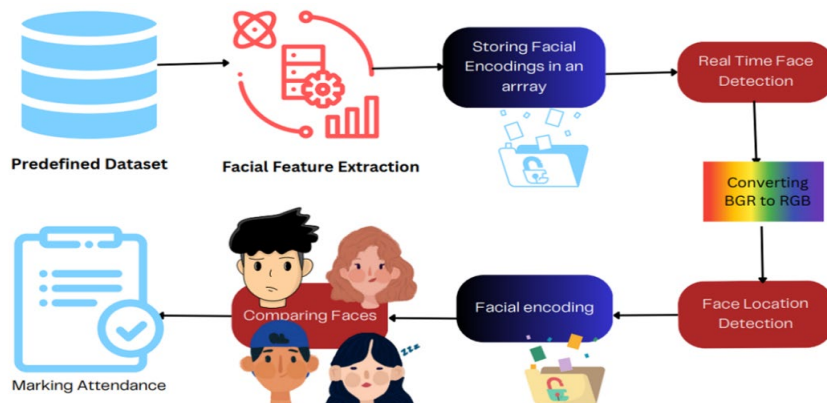 Predefined Dataset
Facial Feature Extraction
Storing Facial
Encodings in an
arrray
Real Time Face
Detection
Converting
BGR to RGB
Face Location
Detection
Facial encoding
Comparing Faces
zzz
Marking Attendance